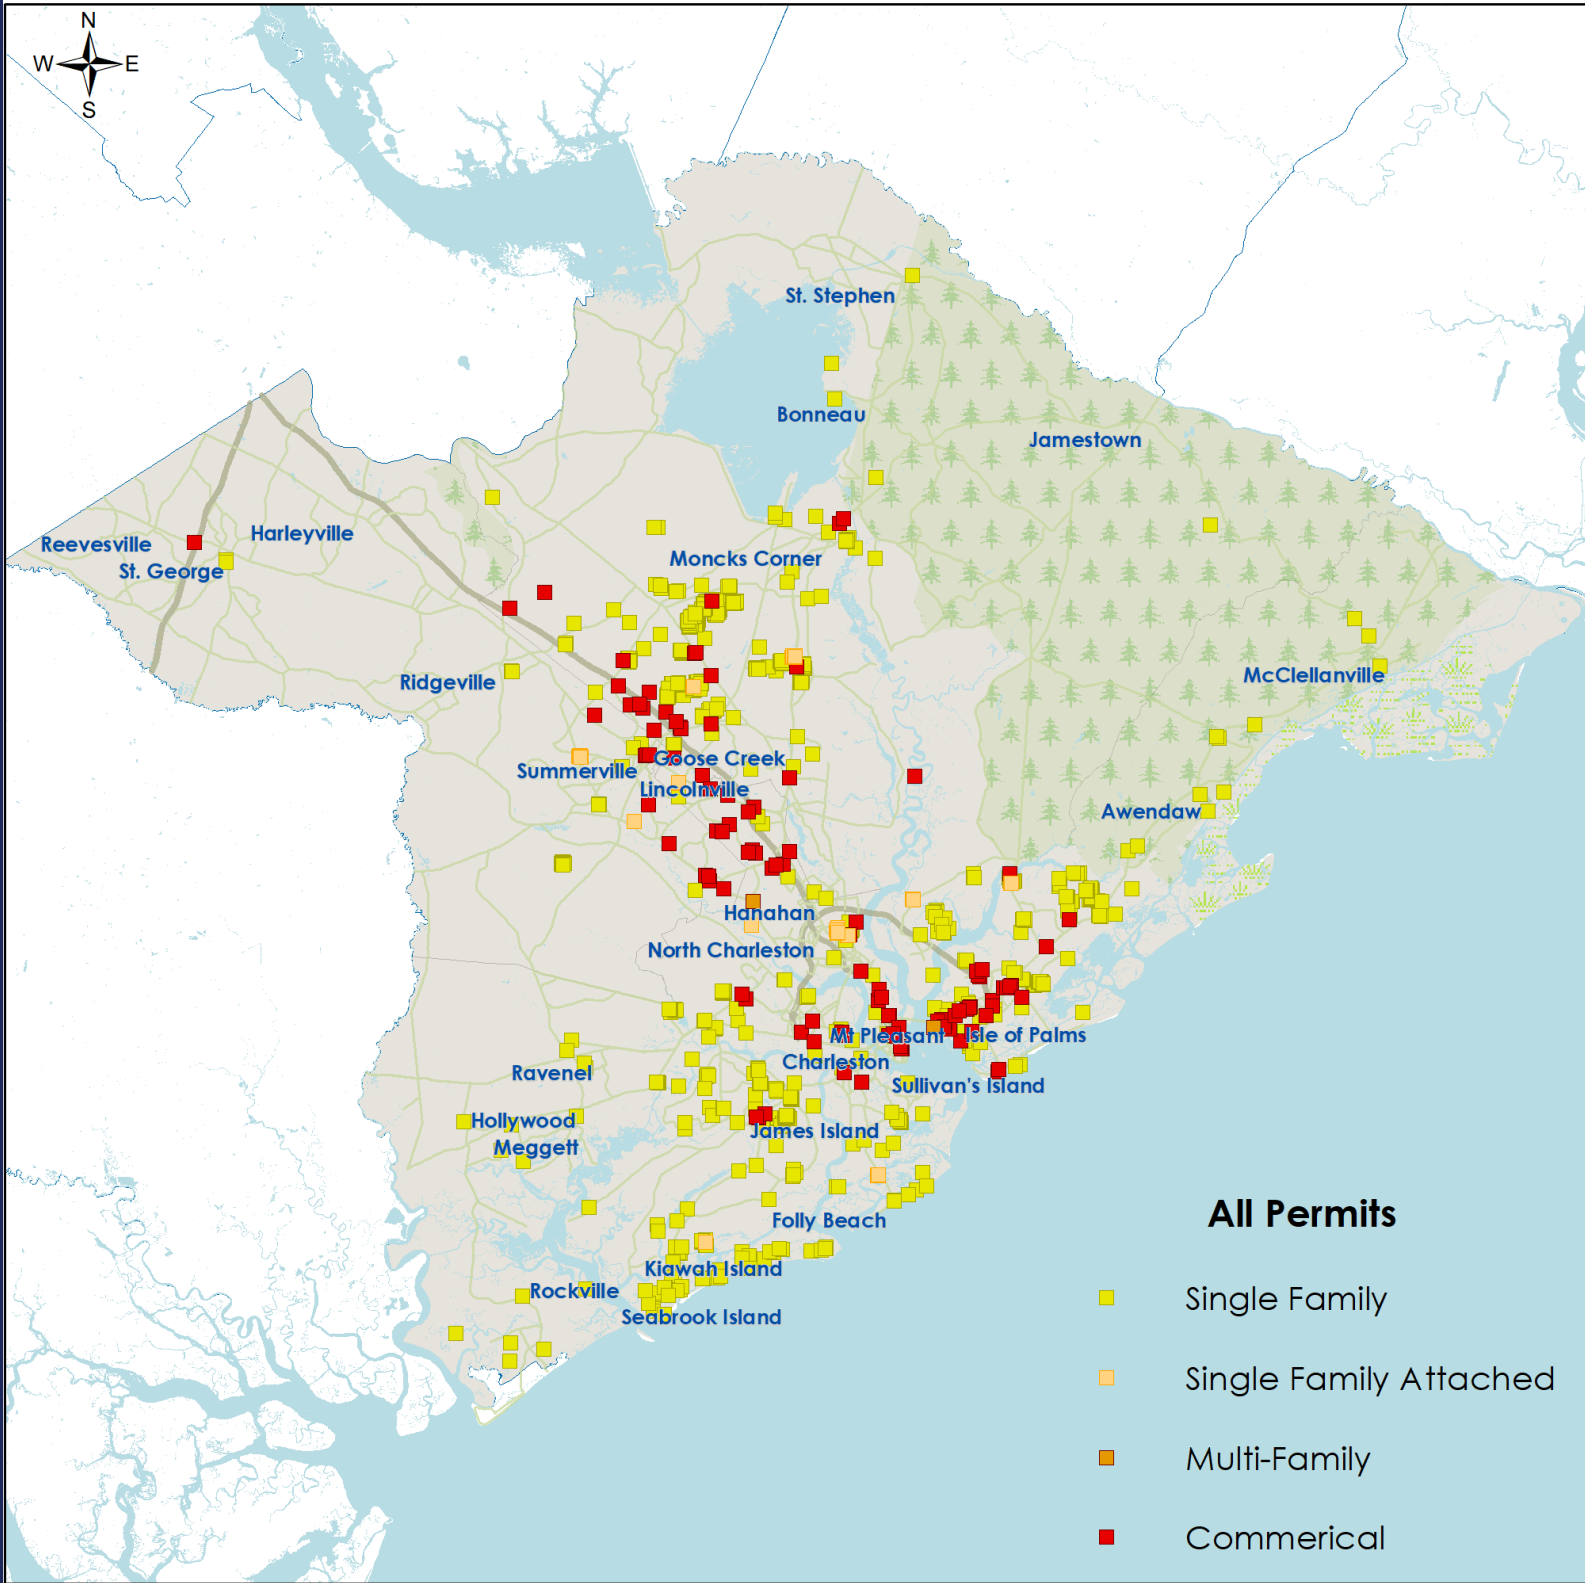 N
W E
S
St. Stephen
Bonneau
Jamestown
Harleyville
Reevesville
St. George
Moncks Corner
Ridgeville
McClellanville
Goose Creek
Summerville
Lincolnville
Awendaw
Hanahan
North Charleston
Mt Pleasant
Isle of Palms
Charleston
Ravenel
Sullivan's Island
Hollywood
James Island
Meggett
Folly Beach
Kiawah Island
Rockville
Seabrook Island
All Permits
Single Family
Single Family Attached
Multi-Family
Commerical